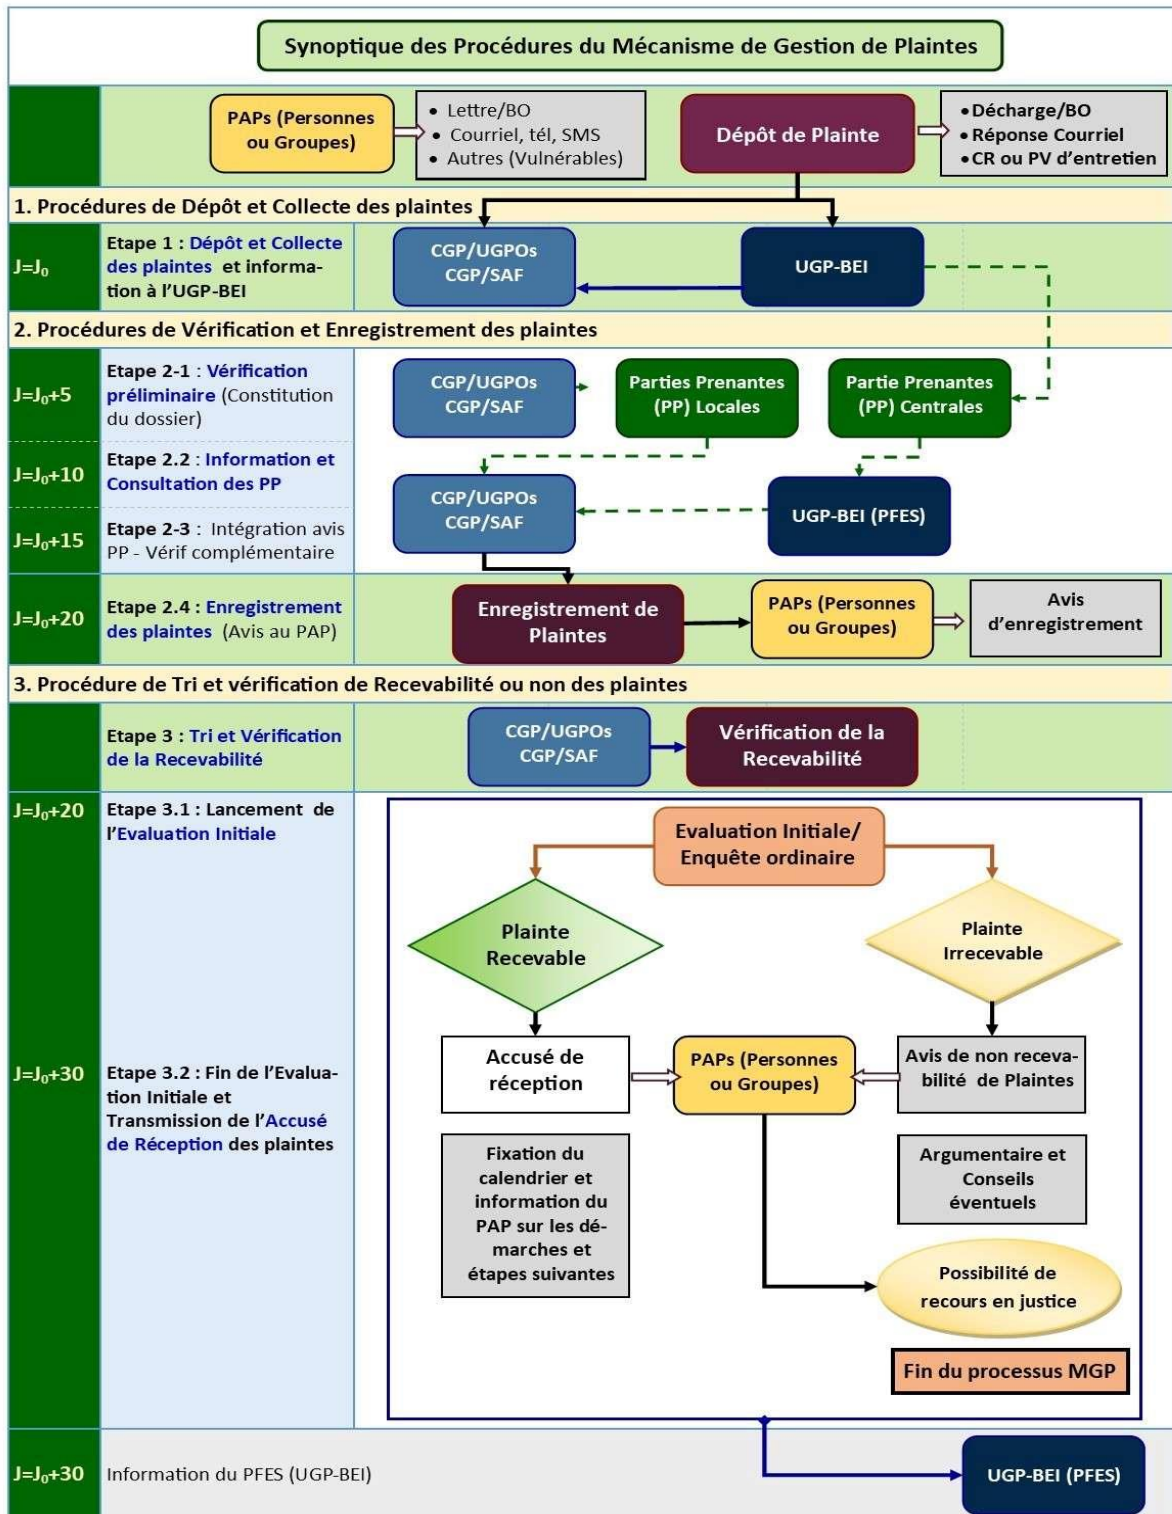 Synoptique des Procédures du Mécanisme de Gestion de Plaintes
PAPs (Personnes
ou Groupes)
• Lettre/BO
• Courriel, tél, SMS
• Autres (Vulnérables)
Dépôt de Plainte
• Décharge/BO
• Réponse Courriel
• CR ou PV d'entretien
1. Procédures de Dépôt et Collecte des plaintes
J=J₀
Etape 1 : Dépôt et Collecte
des plaintes et informa-
tion à l'UGP-BEI
CGP/UGPOs
CGP/SAF
UGP-BEI
2. Procédures de Vérification et Enregistrement des plaintes
J=J₀+5
Etape 2-1 : Vérification
préliminaire (Constitution
du dossier)
CGP/UGPOs
CGP/SAF
Parties Prenantes
(PP) Locales
Partie Prenantes
(PP) Centrales
J=J₀+10
Etape 2.2 : Information et
Consultation des PP
CGP/UGPOs
CGP/SAF
UGP-BEI (PFES)
J=J₀+15
Etape 2-3 : Intégration avis
PP - Vérif complémentaire
J=J₀+20
Etape 2.4 : Enregistrement
des plaintes (Avis au PAP)
Enregistrement de
Plaintes
PAPs (Personnes
ou Groupes)
Avis
d'enregistrement
3. Procédure de Tri et vérification de Recevabilité ou non des plaintes
Etape 3 : Tri et Vérification
de la Recevabilité
CGP/UGPOs
CGP/SAF
Vérification de la
Recevabilité
J=J₀+20
Etape 3.1 : Lancement de
l'Evaluation Initiale
Evaluation Initiale/
Enquête ordinaire
Plainte
Recevable
Plainte
Irrecevable
J=J₀+30
Etape 3.2 : Fin de l'Evalua-
tion Initiale et
Transmission de l'Accusé
de Réception des plaintes
Accusé de
réception
PAPs (Personnes
ou Groupes)
Avis de non receva-
bilité de Plaintes
Fixation du
calendrier et
information du
PAP sur les dé-
marches et
étapes suivantes
Argumentaire et
Conseils
éventuels
Possibilité de
recours en justice
Fin du processus MGP
J=J₀+30
Information du PFES (UGP-BEI)
UGP-BEI (PFES)